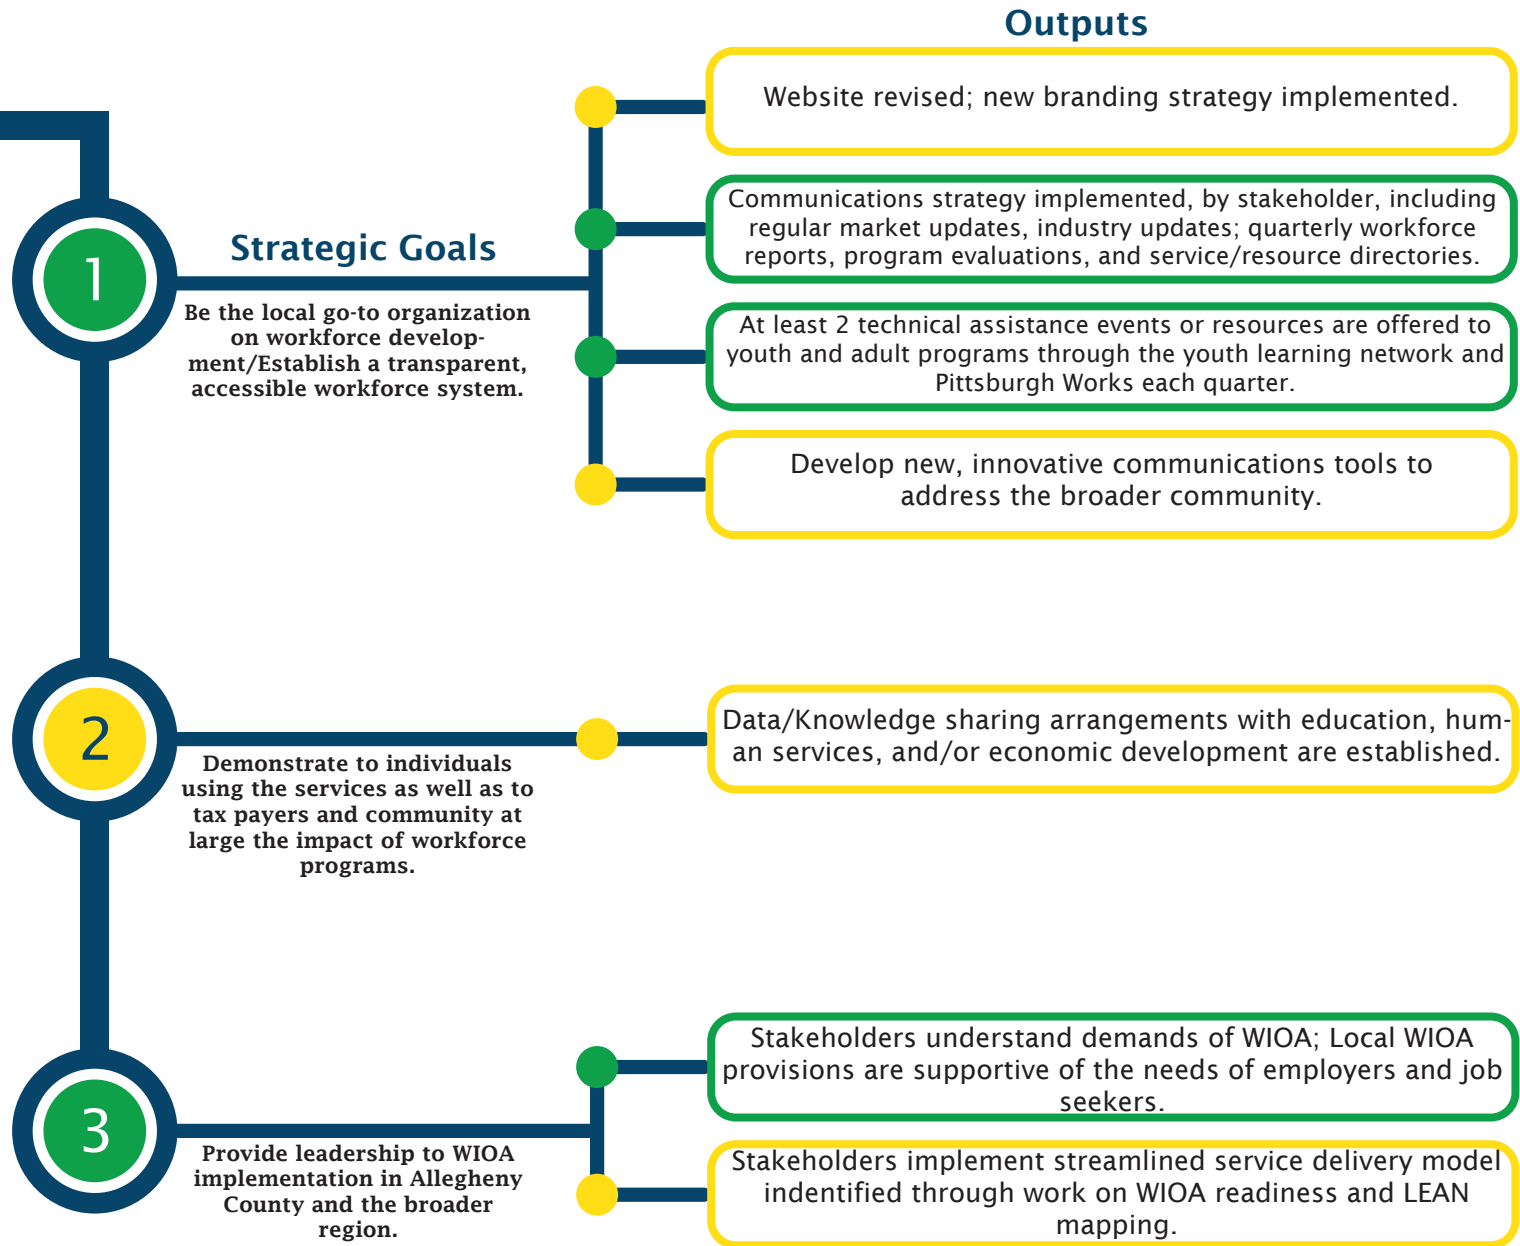 Outputs
Website revised; new branding strategy implemented.
Communications strategy implemented, by stakeholder, including
regular market updates, industry updates; quarterly workforce
reports, program evaluations, and service/resource directories.
1
Strategic Goals
Be the local go-to organization
on workforce develop-
ment/Establish a transparent,
accessible workforce system.
At least 2 technical assistance events or resources are offered to
youth and adult programs through the youth learning network and
Pittsburgh Works each quarter.
Develop new, innovative communications tools to
address the broader community.
2
Demonstrate to individuals
using the services as well as to
tax payers and community at
large the impact of workforce
programs.
Data/Knowledge sharing arrangements with education, hum-
an services, and/or economic development are established.
3
Provide leadership to WIOA
implementation in Allegheny
County and the broader
region.
Stakeholders understand demands of WIOA; Local WIOA
provisions are supportive of the needs of employers and job
seekers.
Stakeholders implement streamlined service delivery model
indentified through work on WIOA readiness and LEAN
mapping.